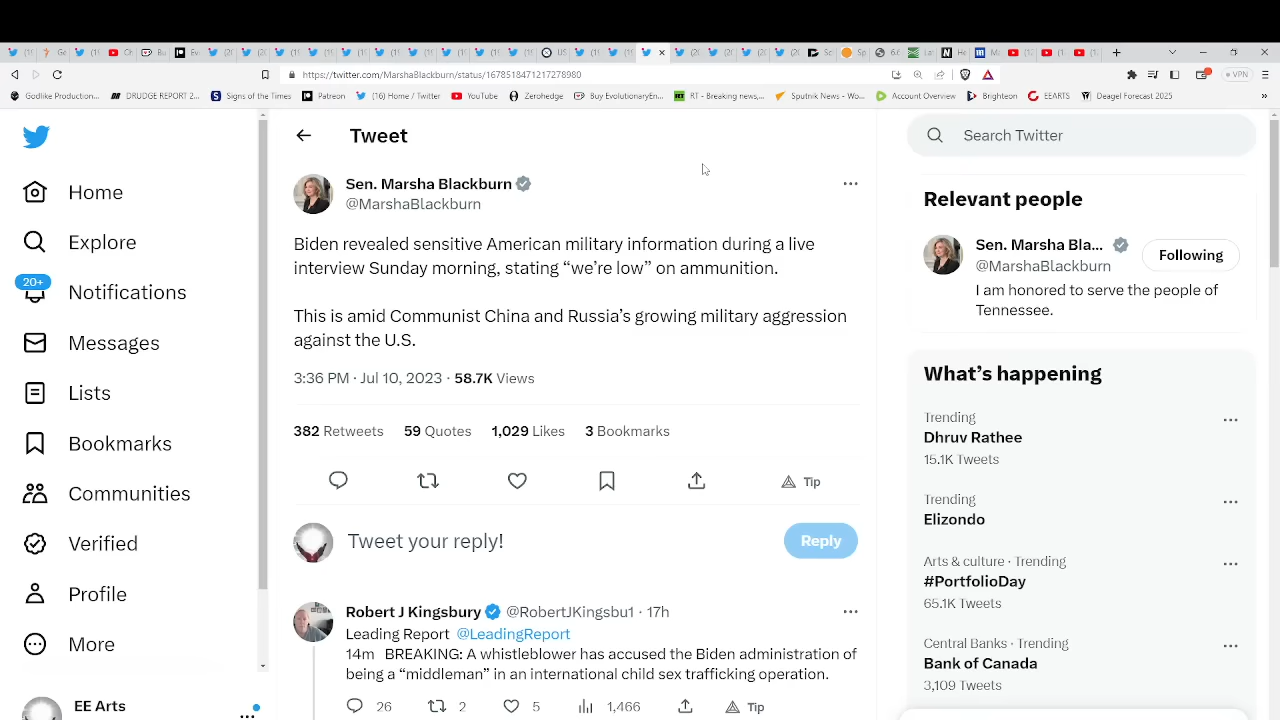 https://twitter.com/MarshaBlackburn/status/1678518471217278980
VPN
Godlike Production...
DRUDGE REPORT 2...
Signs of the Times
Patreon
(16) Home / Twitter
YouTube
Zerohedge
Buy EvolutionaryEn...
RT - Breaking news,...
Sputnik News - Wo...
Account Overview
Brighteon
EEARTS
Deagel Forecast 2025
»
Home
Explore
20+
Notifications
Messages
Lists
Bookmarks
Communities
Verified
Profile
More
EE Arts
Tweet
Sen. Marsha Blackburn
@MarshaBlackburn
Biden revealed sensitive American military information during a live
interview Sunday morning, stating “we’re low” on ammunition.
This is amid Communist China and Russia’s growing military aggression
against the U.S.
3:36 PM · Jul 10, 2023 · 58.7K Views
382 Retweets 59 Quotes 1,029 Likes 3 Bookmarks
Tip
Tweet your reply!
Reply
Robert J Kingsbury @RobertJKingsbu1 · 17h
Leading Report @LeadingReport
14m BREAKING: A whistleblower has accused the Biden administration of
being a “middleman” in an international child sex trafficking operation.
26 2 5 1,466 Tip
Search Twitter
Relevant people
Sen. Marsha Bla...
@MarshaBlackburn
Following
I am honored to serve the people of
Tennessee.
What’s happening
Trending
Dhruv Rathee
15.1K Tweets
Trending
Elizondo
Arts & culture · Trending
#PortfolioDay
65.1K Tweets
Central Banks · Trending
Bank of Canada
3,109 Tweets